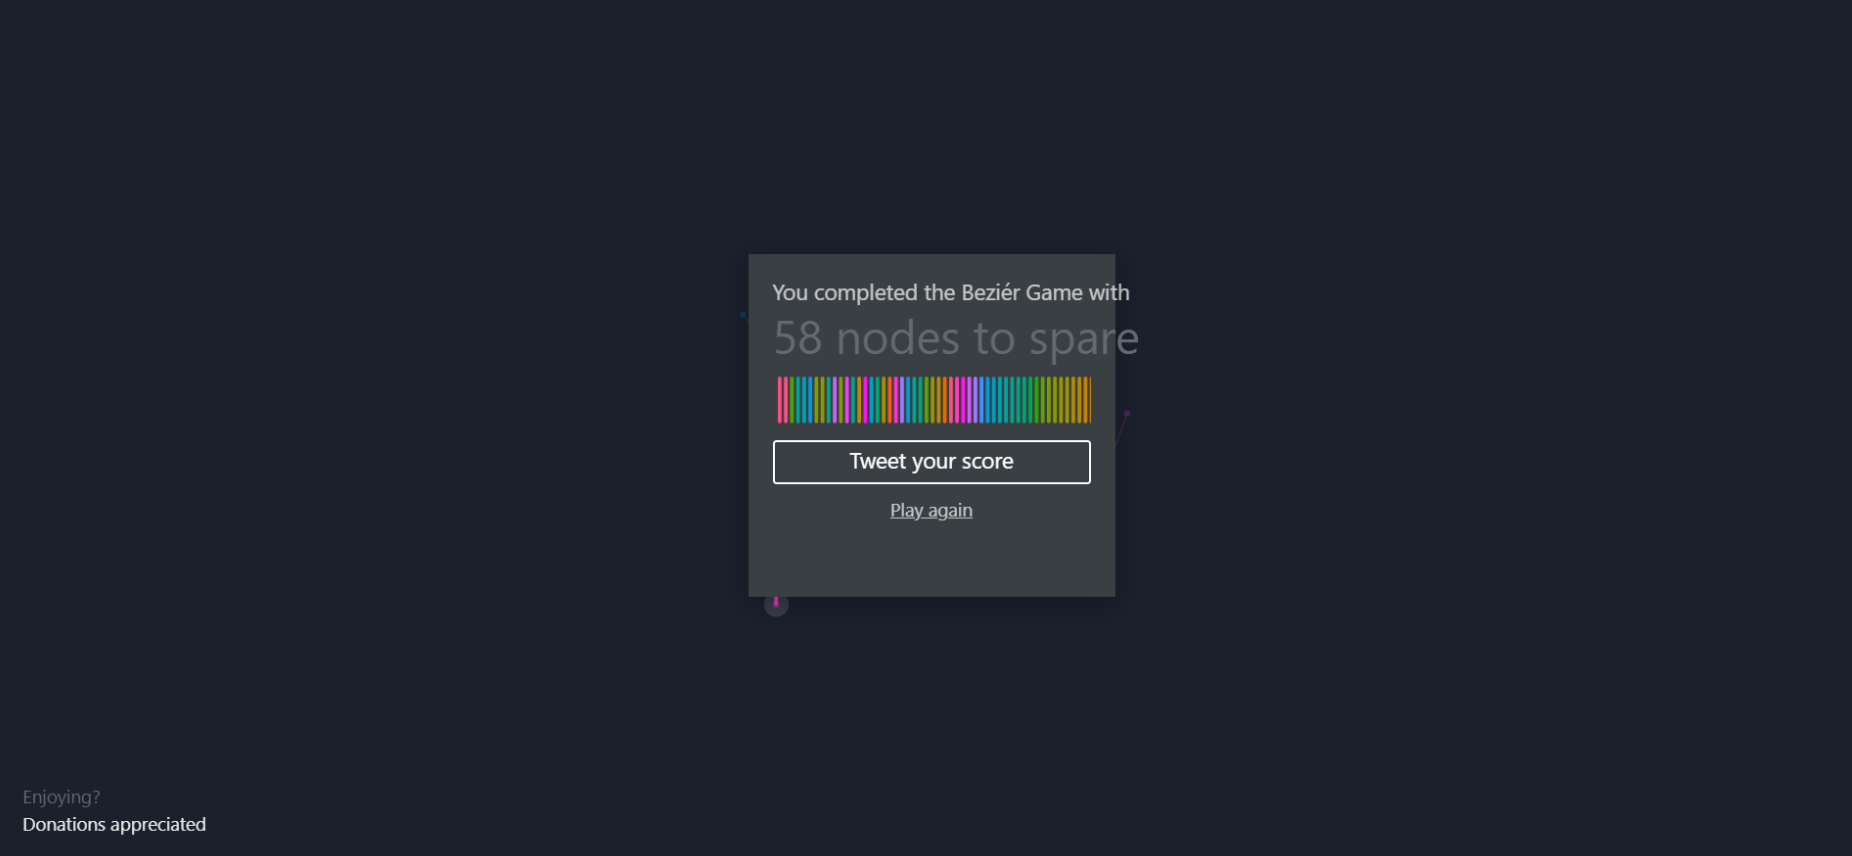 You completed the Beziér Game with
58 nodes to spare
Tweet your score
Play again
Enjoying?
Donations appreciated